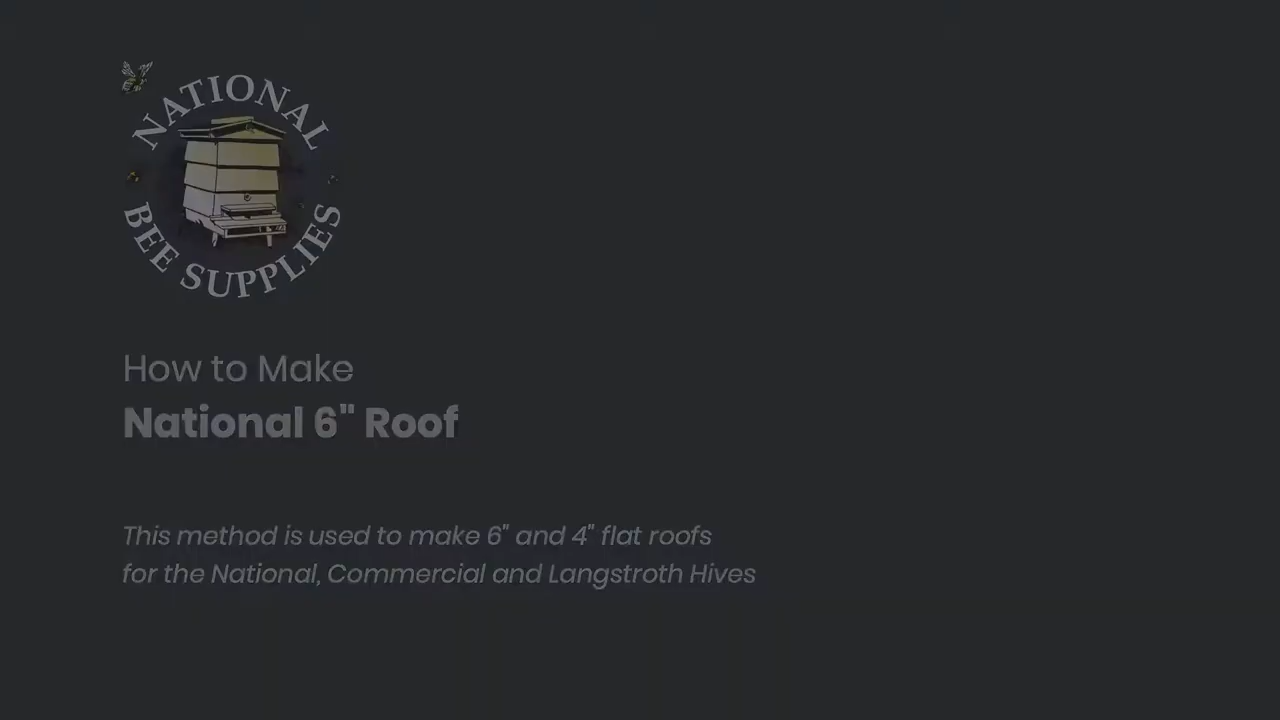 NATIONAL
BEE SUPPLIES
How to Make
National 6" Roof
This method is used to make 6" and 4" flat roofs
for the National, Commercial and Langstroth Hives